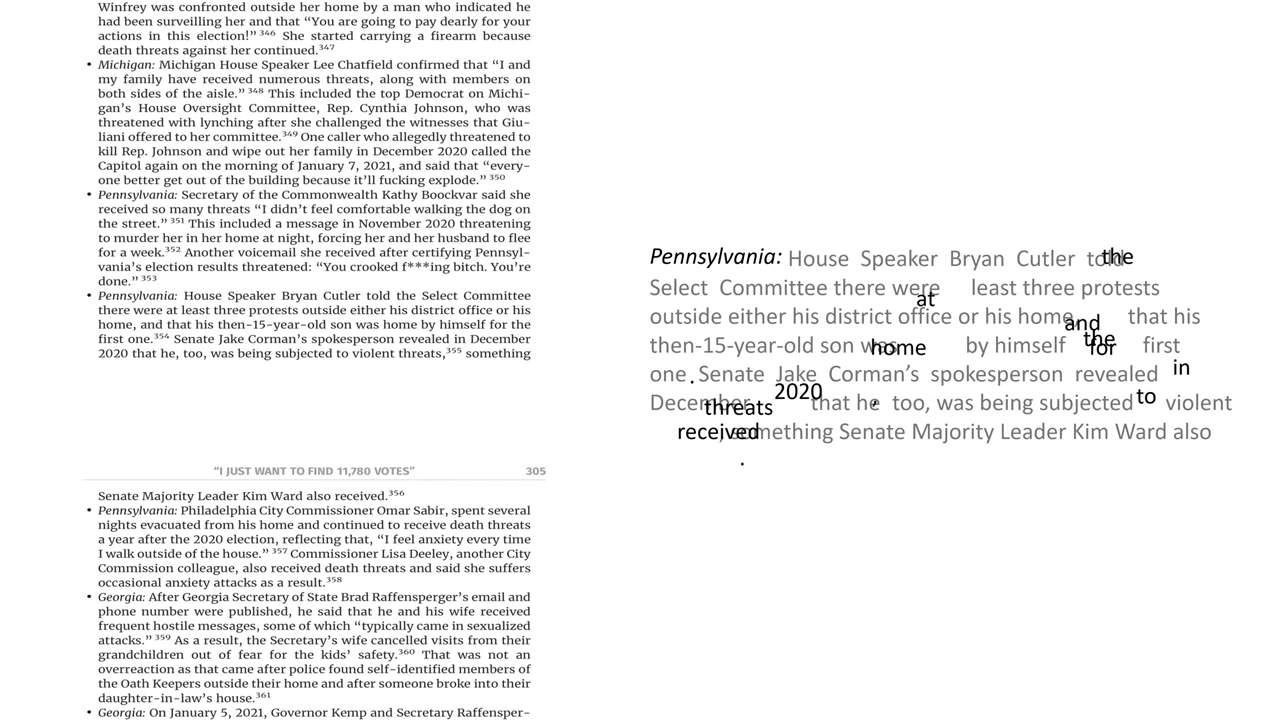 Winfrey was confronted outside her home by a man who indicated he
had been surveilling her and that “You are going to pay dearly for your
actions in this election!” 346 She started carrying a firearm because
death threats against her continued.347
• Michigan: Michigan House Speaker Lee Chatfield confirmed that “I and
my family have received numerous threats, along with members on
both sides of the aisle.” 348 This included the top Democrat on Michi-
gan’s House Oversight Committee, Rep. Cynthia Johnson, who was
threatened with lynching after she challenged the witnesses that Giu-
liani offered to her committee.349 One caller who allegedly threatened to
kill Rep. Johnson and wipe out her family in December 2020 called the
Capitol again on the morning of January 7, 2021, and said that “every-
one better get out of the building because it’ll fucking explode.” 350
• Pennsylvania: Secretary of the Commonwealth Kathy Boockvar said she
received so many threats “I didn’t feel comfortable walking the dog on
the street.” 351 This included a message in November 2020 threatening
to murder her in her home at night, forcing her and her husband to flee
for a week.352 Another voicemail she received after certifying Pennsyl-
vania’s election results threatened: “You crooked f***ing bitch. You’re
done.” 353
• Pennsylvania: House Speaker Bryan Cutler told the Select Committee
there were at least three protests outside either his district office or his
home, and that his then-15-year-old son was home by himself for the
first one.354 Senate Jake Corman’s spokesperson revealed in December
2020 that he, too, was being subjected to violent threats,355 something
“I JUST WANT TO FIND 11,780 VOTES” 305
Senate Majority Leader Kim Ward also received.356
• Pennsylvania: Philadelphia City Commissioner Omar Sabir, spent several
nights evacuated from his home and continued to receive death threats
a year after the 2020 election, reflecting that, “I feel anxiety every time
I walk outside of the house.” 357 Commissioner Lisa Deeley, another City
Commission colleague, also received death threats and said she suffers
occasional anxiety attacks as a result.358
• Georgia: After Georgia Secretary of State Brad Raffensperger’s email and
phone number were published, he said that he and his wife received
frequent hostile messages, some of which “typically came in sexualized
attacks.” 359 As a result, the Secretary’s wife cancelled visits from their
grandchildren out of fear for the kids’ safety.360 That was not an
overreaction as that came after police found self-identified members of
the Oath Keepers outside their home and after someone broke into their
daughter-in-law’s house.361
• Georgia: On January 5, 2021, Governor Kemp and Secretary Raffensper-
Pennsylvania: House Speaker Bryan Cutler told the
Select Committee there were at least three protests
outside either his district office or his home, and that his
then-15-year-old son was home by himself for the first
one. Senate Jake Corman’s spokesperson revealed in
December 2020 that he, too, was being subjected to violent
threats, something Senate Majority Leader Kim Ward also
received.